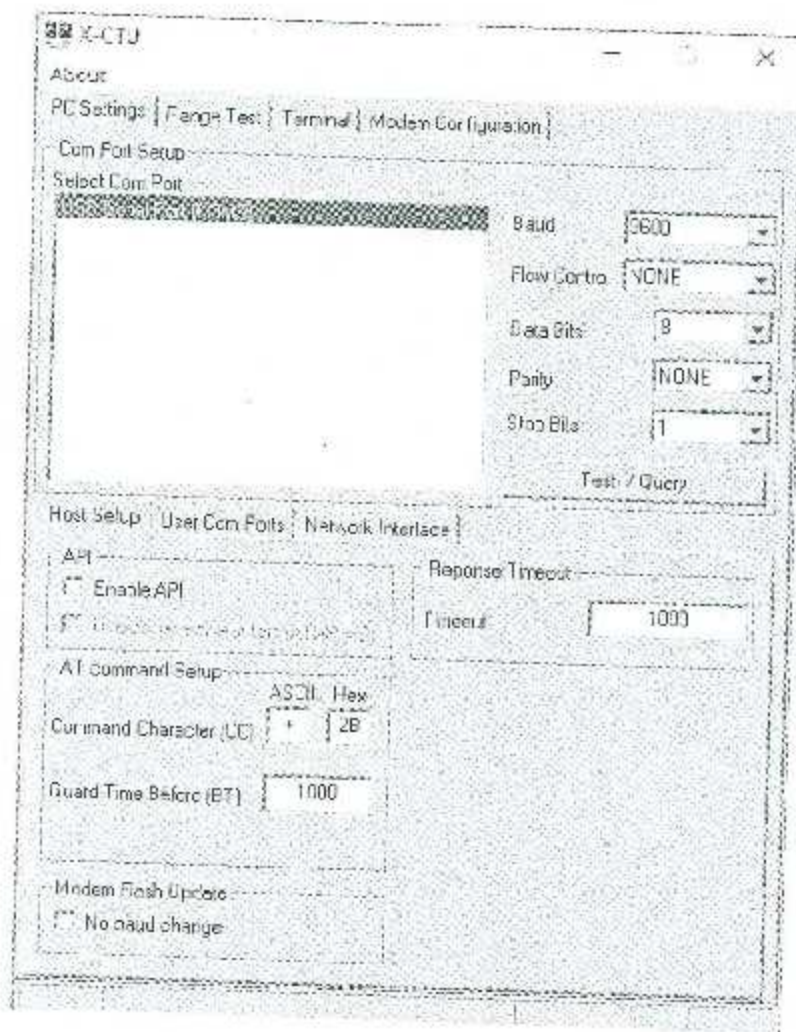 X-CTU
About
PC Settings Range Test Terminal Modem Configuration
Com Port Setup
Select Com Port
Baud 9600
Flow Control NONE
Data Bits 8
Parity NONE
Stop Bits 1
Test / Query
Host Setup User Com Ports Network Interface
API
Enable API
Reponse Timeout
Timeout 1000
AT command Setup
ASCII Hex
Command Character (CC) + 2B
Guard Time Before (BT) 1000
Modem Flash Update
No baud change